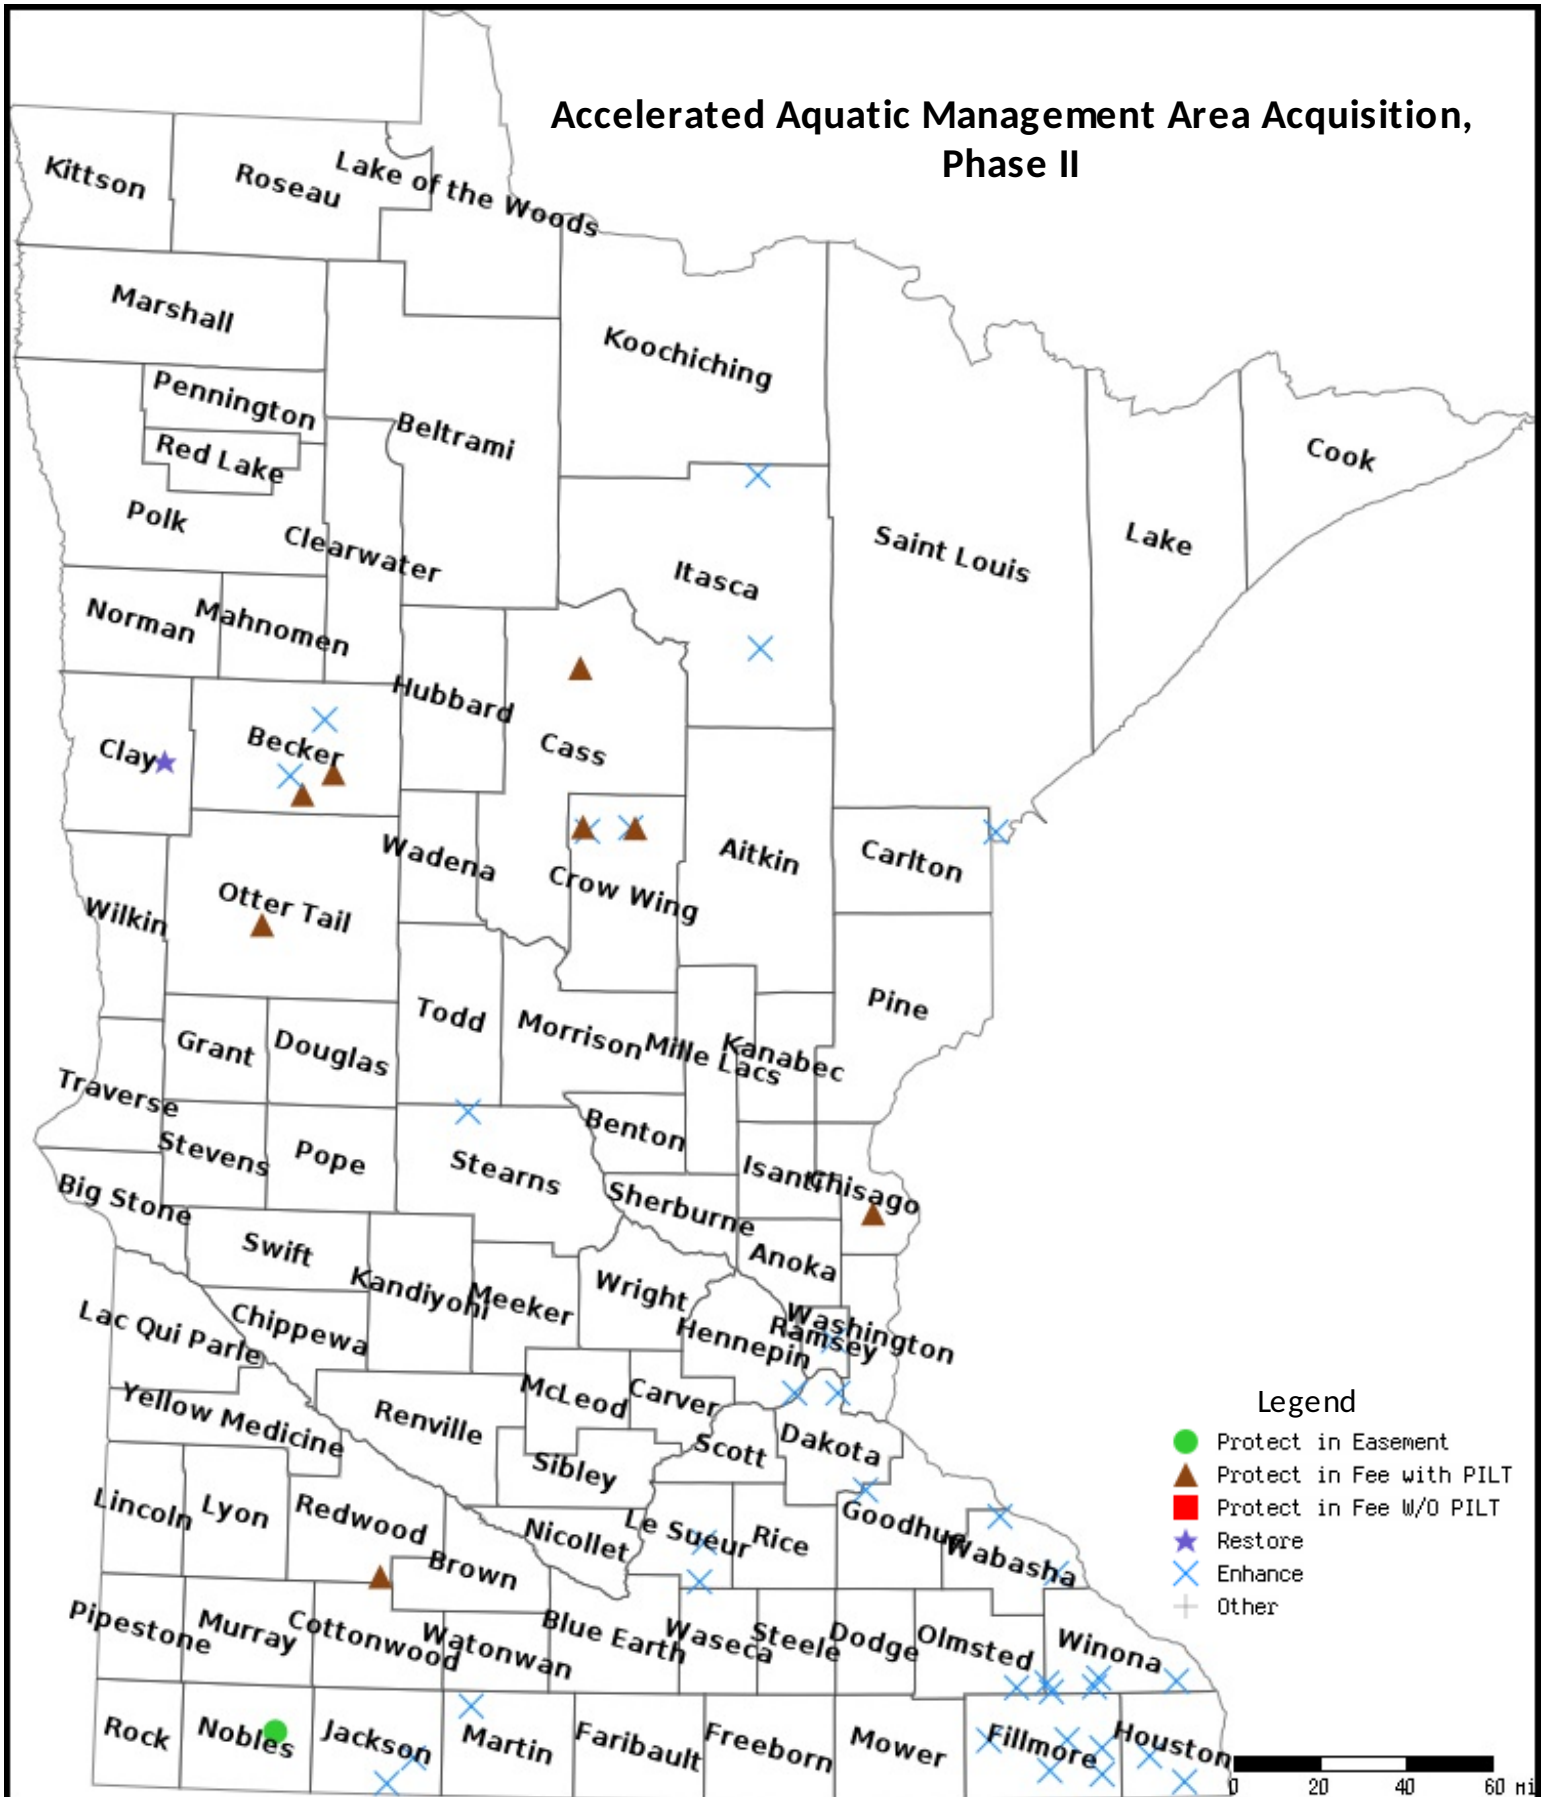 Accelerated Aquatic Management Area Acquisition,
Phase II
Kittson
Roseau
Lake of the Woods
Marshall
Koochiching
Pennington
Beltrami
Red Lake
Cook
Polk
Clearwater
Saint Louis
Lake
Itasca
Norman
Mahnomen
Hubbard
Clay
Becker
Cass
Wadena
Aitkin
Carlton
Otter Tail
Crow Wing
Wilkin
Pine
Todd
Morrison
Grant
Douglas
Mille Lacs
Kanabec
Traverse
Benton
Stevens
Pope
Stearns
Isanti
Chisago
Big Stone
Sherburne
Swift
Anoka
Kandiyohi
Meeker
Wright
Lac Qui Parle
Chippewa
Washington
Ramsey
Hennepin
McLeod
Carver
Yellow Medicine
Renville
Scott
Dakota
Sibley
Lincoln
Lyon
Redwood
Nicollet
Le Sueur
Rice
Goodhue
Wabasha
Brown
Pipestone
Murray
Cottonwood
Watonwan
Blue Earth
Waseca
Steele
Dodge
Olmsted
Winona
Rock
Nobles
Jackson
Martin
Faribault
Freeborn
Mower
Fillmore
Houston
Legend
Protect in Easement
Protect in Fee with PILT
Protect in Fee W/O PILT
Restore
Enhance
Other
0 20 40 60 mi